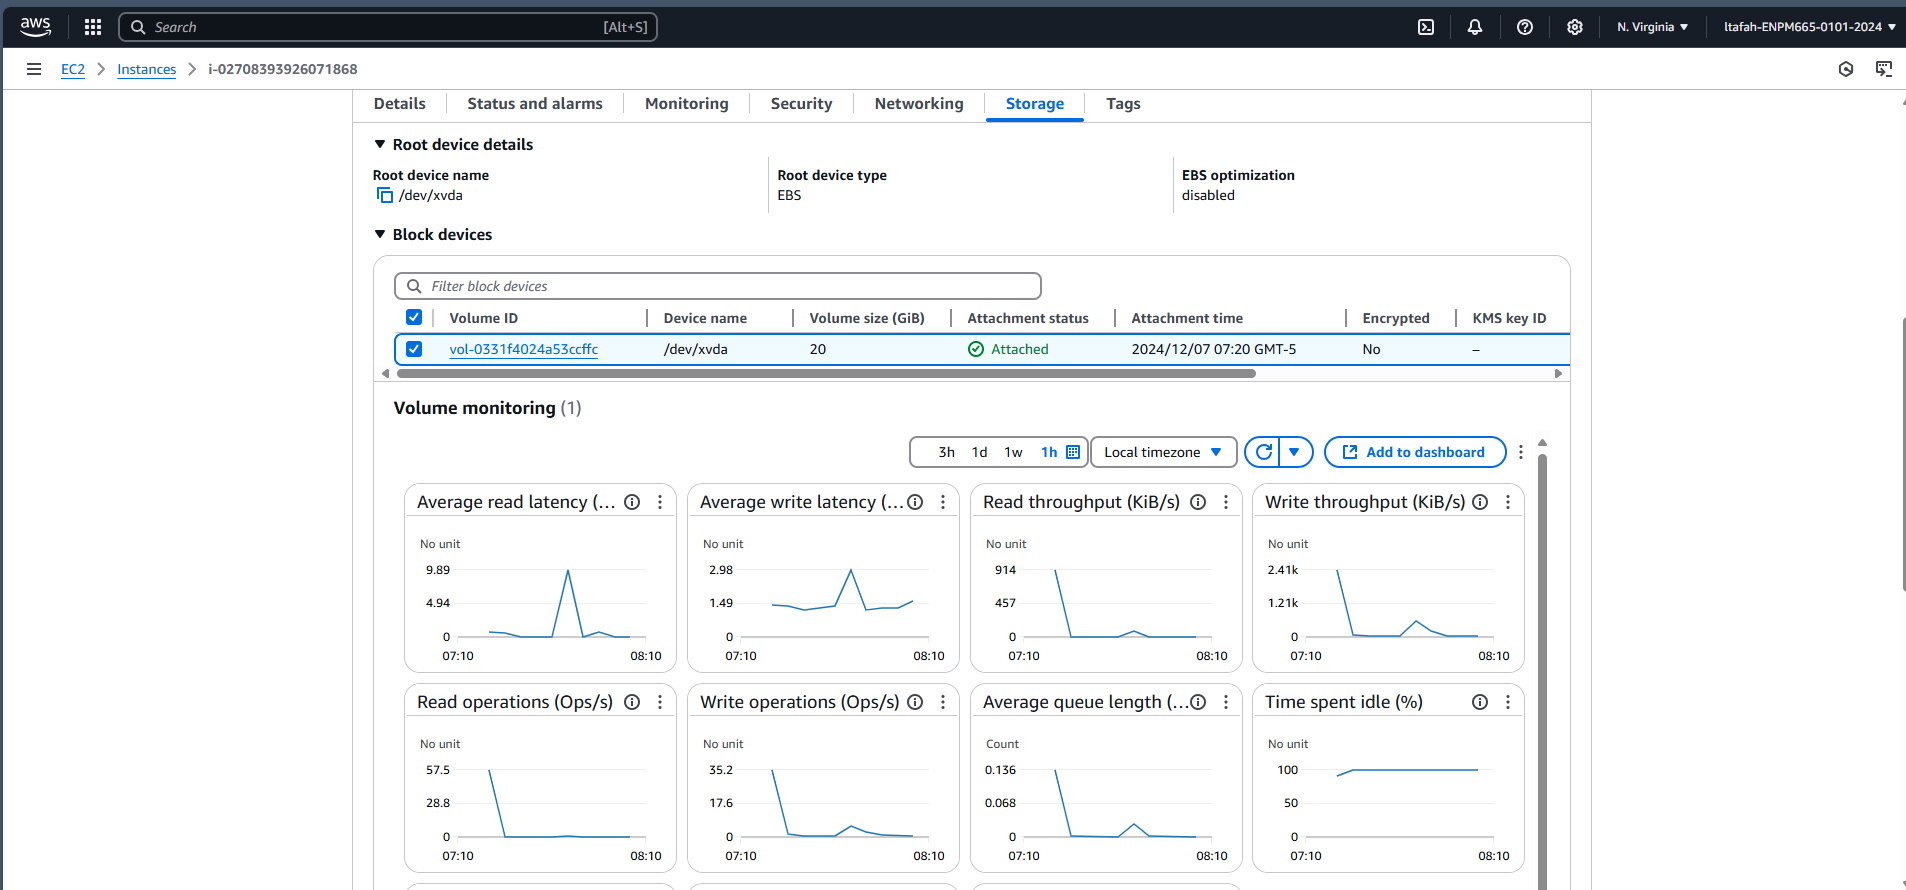 aws
Search [Alt+S] N. Virginia ltafah-ENPM665-0101-2024
EC2 Instances i-02708393926071868
Details Status and alarms Monitoring Security Networking Storage Tags
Root device details
Root device name Root device type EBS optimization
/dev/xvda EBS disabled
Block devices
Filter block devices
Volume ID Device name Volume size (GiB) Attachment status Attachment time Encrypted KMS key ID
vol-0331f4024a53ccffc /dev/xvda 20 Attached 2024/12/07 07:20 GMT-5 No –
Volume monitoring (1)
3h 1d 1w 1h Local timezone Add to dashboard
Average read latency (... Average write latency (... Read throughput (KiB/s) Write throughput (KiB/s)
No unit No unit No unit No unit
9.89 2.98 914 2.41k
4.94 1.49 457 1.21k
0 0 0 0
07:10 08:10 07:10 08:10 07:10 08:10 07:10 08:10
Read operations (Ops/s) Write operations (Ops/s) Average queue length (... Time spent idle (%)
No unit No unit Count No unit
57.5 35.2 0.136 100
28.8 17.6 0.068 50
0 0 0 0
07:10 08:10 07:10 08:10 07:10 08:10 07:10 08:10